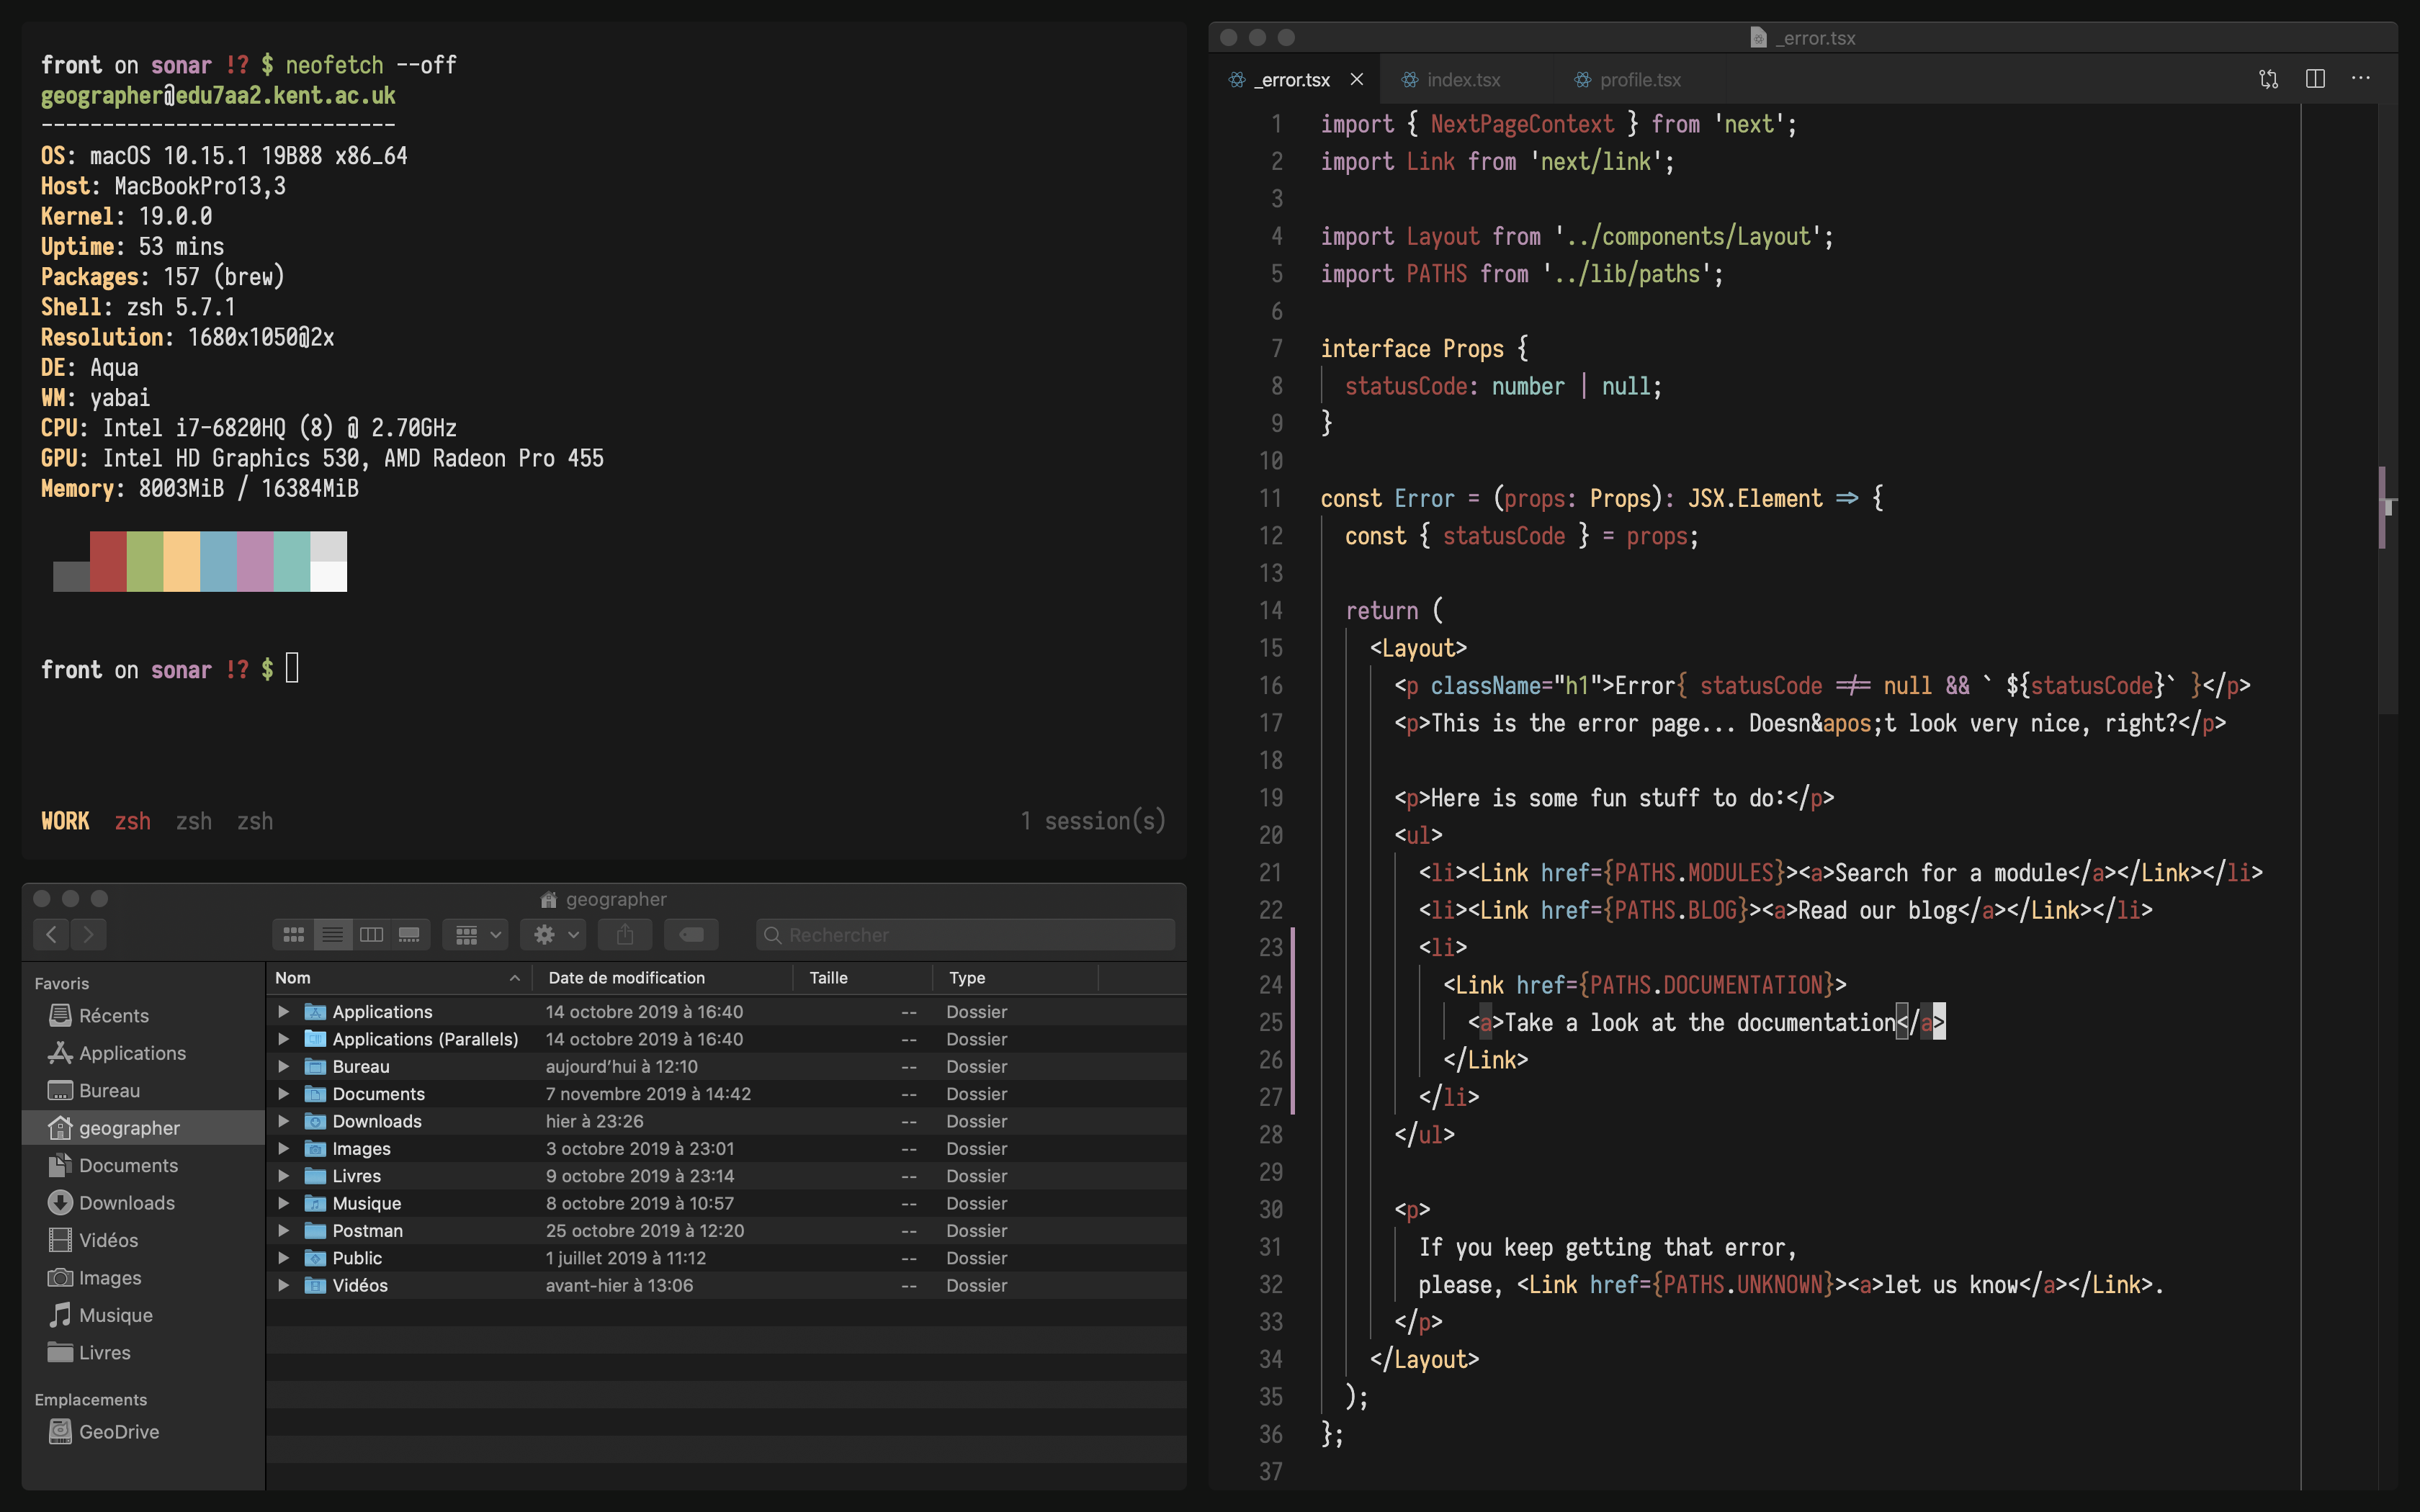 front on sonar !? $ neofetch --off
geographer@edu7aa2.kent.ac.uk
-----------------------------
OS: macOS 10.15.1 19B88 x86_64
Host: MacBookPro13,3
Kernel: 19.0.0
Uptime: 53 mins
Packages: 157 (brew)
Shell: zsh 5.7.1
Resolution: 1680x1050@2x
DE: Aqua
WM: yabai
CPU: Intel i7-6820HQ (8) @ 2.70GHz
GPU: Intel HD Graphics 530, AMD Radeon Pro 455
Memory: 8003MiB / 16384MiB
front on sonar !? $
WORK zsh zsh zsh 1 session(s)
geographer
Rechercher
Favoris
Récents
Applications
Bureau
geographer
Documents
Downloads
Vidéos
Images
Musique
Livres
Emplacements
GeoDrive
Nom Date de modification Taille Type
Applications 14 octobre 2019 à 16:40 -- Dossier
Applications (Parallels) 14 octobre 2019 à 16:40 -- Dossier
Bureau aujourd’hui à 12:10 -- Dossier
Documents 7 novembre 2019 à 14:42 -- Dossier
Downloads hier à 23:26 -- Dossier
Images 3 octobre 2019 à 23:01 -- Dossier
Livres 9 octobre 2019 à 23:14 -- Dossier
Musique 8 octobre 2019 à 10:57 -- Dossier
Postman 25 octobre 2019 à 12:20 -- Dossier
Public 1 juillet 2019 à 11:12 -- Dossier
Vidéos avant-hier à 13:06 -- Dossier
_error.tsx
_error.tsx index.tsx profile.tsx
1 import { NextPageContext } from 'next';
2 import Link from 'next/link';
3
4 import Layout from '../components/Layout';
5 import PATHS from '../lib/paths';
6
7 interface Props {
8 statusCode: number | null;
9 }
10
11 const Error = (props: Props): JSX.Element => {
12 const { statusCode } = props;
13
14 return (
15 <Layout>
16 <p className="h1">Error{ statusCode !== null && ` ${statusCode}` }</p>
17 <p>This is the error page... Doesn&apos;t look very nice, right?</p>
18
19 <p>Here is some fun stuff to do:</p>
20 <ul>
21 <li><Link href={PATHS.MODULES}><a>Search for a module</a></Link></li>
22 <li><Link href={PATHS.BLOG}><a>Read our blog</a></Link></li>
23 <li>
24 <Link href={PATHS.DOCUMENTATION}>
25 <a>Take a look at the documentation</a>
26 </Link>
27 </li>
28 </ul>
29
30 <p>
31 If you keep getting that error,
32 please, <Link href={PATHS.UNKNOWN}><a>let us know</a></Link>.
33 </p>
34 </Layout>
35 );
36 };
37